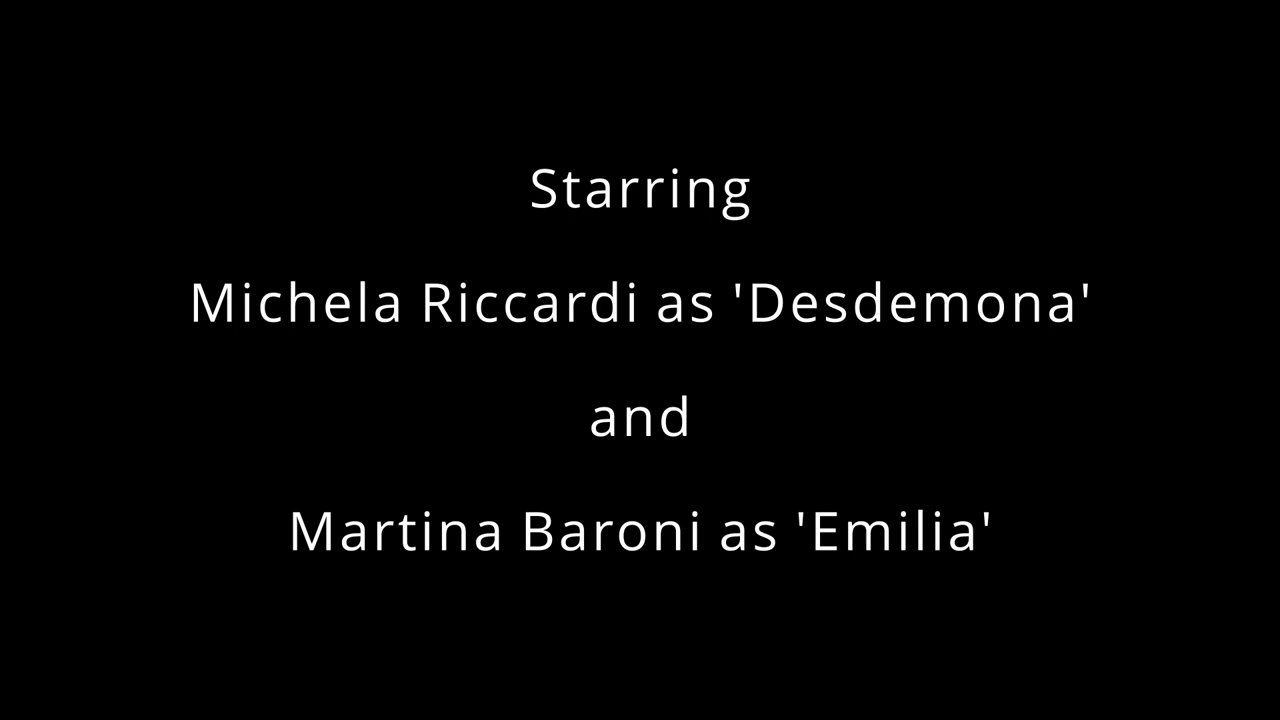 Starring
Michela Riccardi as 'Desdemona'
and
Martina Baroni as 'Emilia'